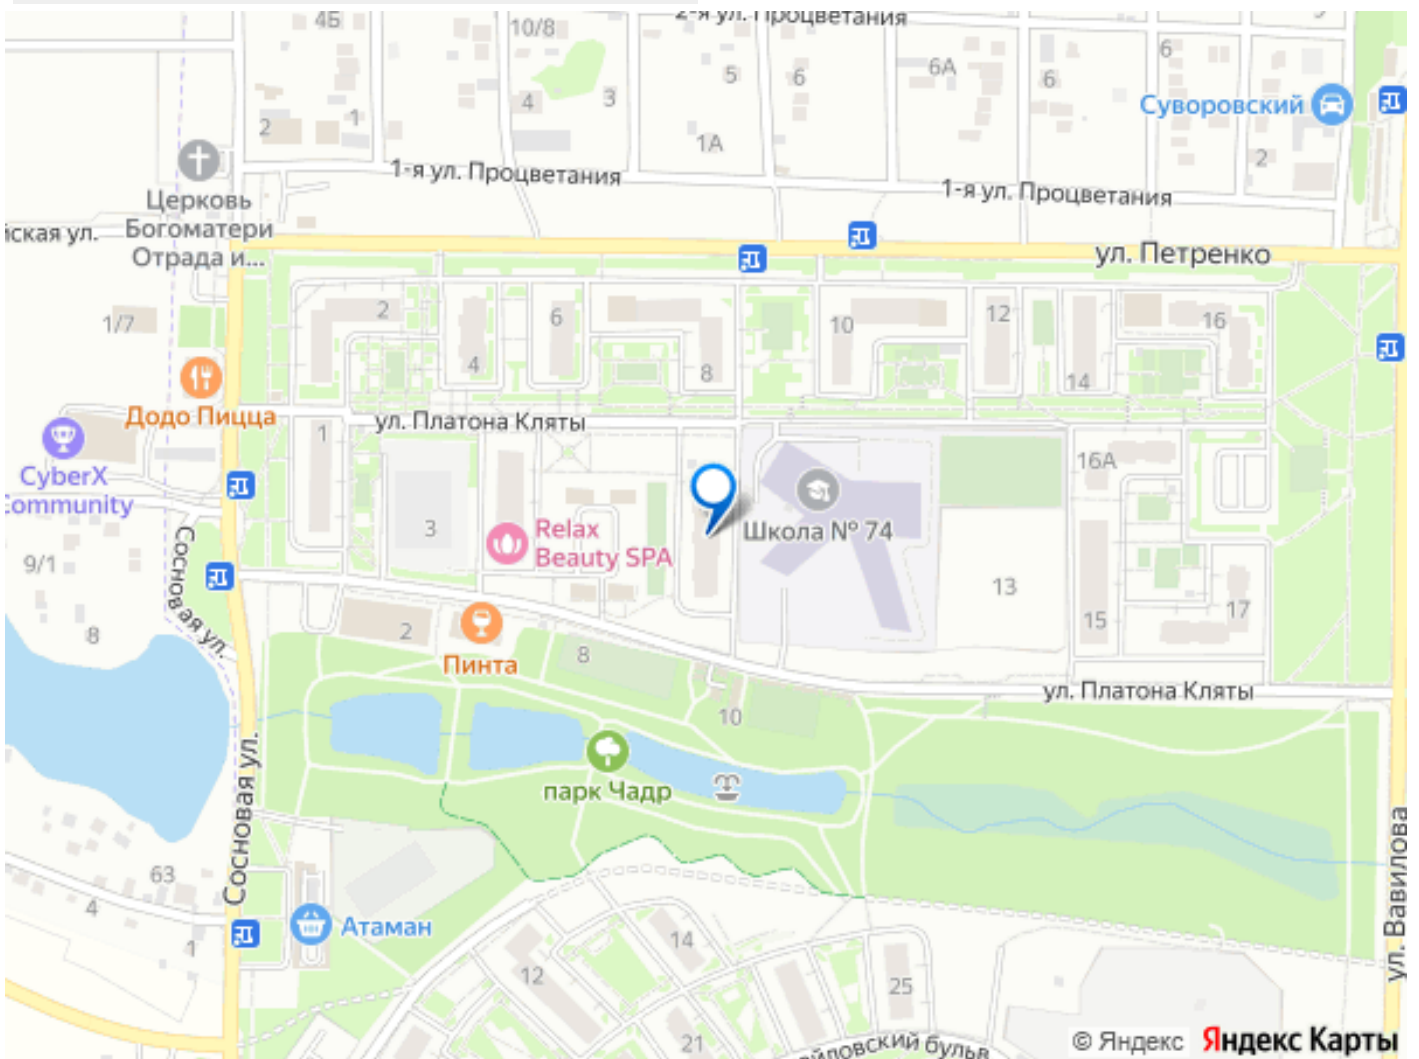 2-я ул. Процветания
4Б
10/8
6
5
6
6А
6
Суворовский
4
3
2
1
1А
2
1-я ул. Процветания
1-я ул. Процветания
Церковь
Богоматери
Отрада и...
йская ул.
ул. Петренко
1/7
2
6
10
12
16
4
8
14
Додо Пицца
ул. Платона Кляты
1
16А
CyberX
community
3
Relax
Beauty SPA
Школа № 74
9/1
Сосновая ул.
13
8
2
15
17
Пинта
8
ул. Платона Кляты
10
парк Чадр
Сосновая ул.
ул. Вавилова
63
4
1
Атаман
14
12
25
21
йловский бульв
© Яндекс
Яндекс Карты